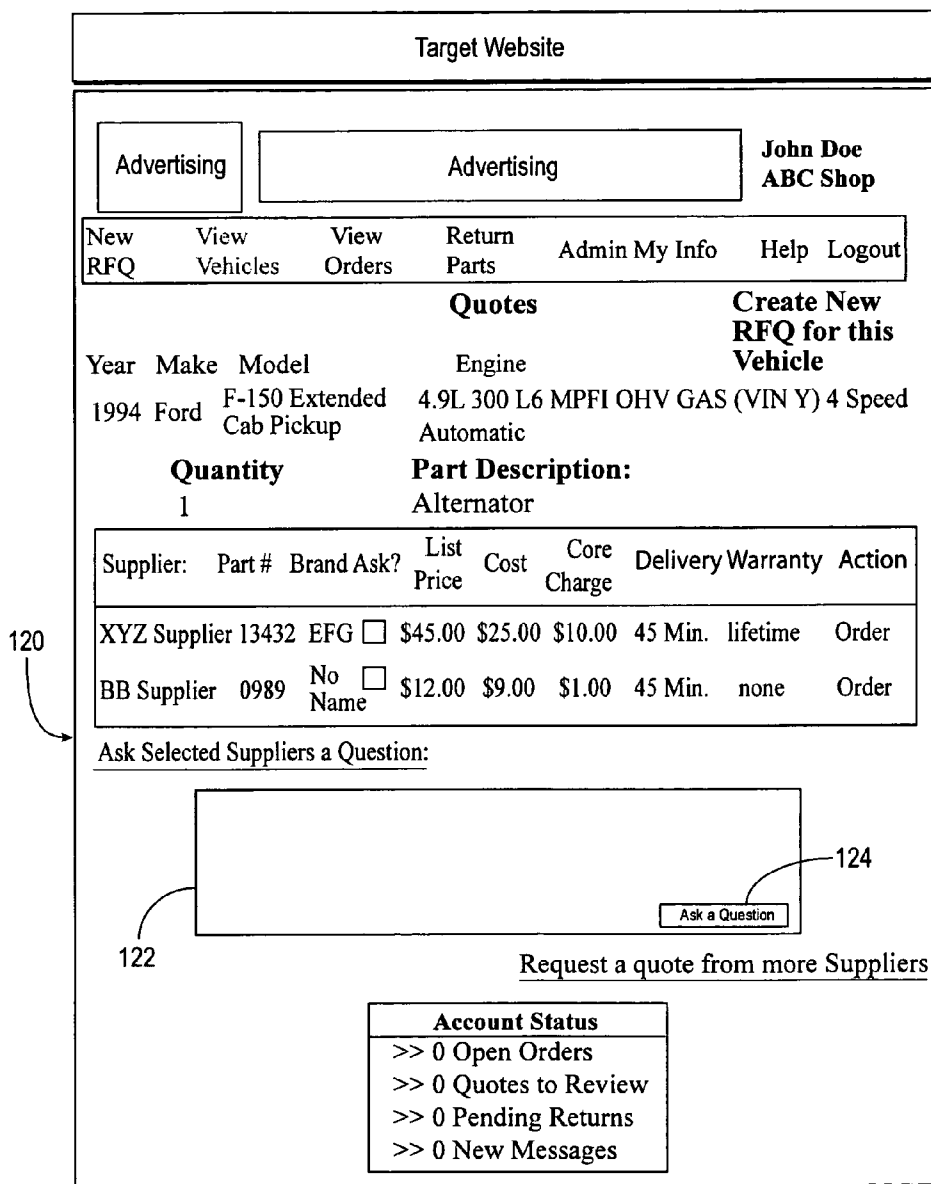 Target Website
Advertising
Advertising
John Doe
ABC Shop
New RFQ View Vehicles View Orders Return Parts Admin My Info Help Logout
Quotes
Create New
RFQ for this
Vehicle
Year Make Model Engine
1994 Ford F-150 Extended Cab Pickup 4.9L 300 L6 MPFI OHV GAS (VIN Y) 4 Speed
Automatic
Quantity Part Description:
1 Alternator
Supplier: Part # Brand Ask? List Price Cost Core Charge Delivery Warranty Action
XYZ Supplier 13432 EFG $45.00 $25.00 $10.00 45 Min. lifetime Order
BB Supplier 0989 No Name $12.00 $9.00 $1.00 45 Min. none Order
120
Ask Selected Suppliers a Question:
124
Ask a Question
122
Request a quote from more Suppliers
Account Status
>> 0 Open Orders
>> 0 Quotes to Review
>> 0 Pending Returns
>> 0 New Messages